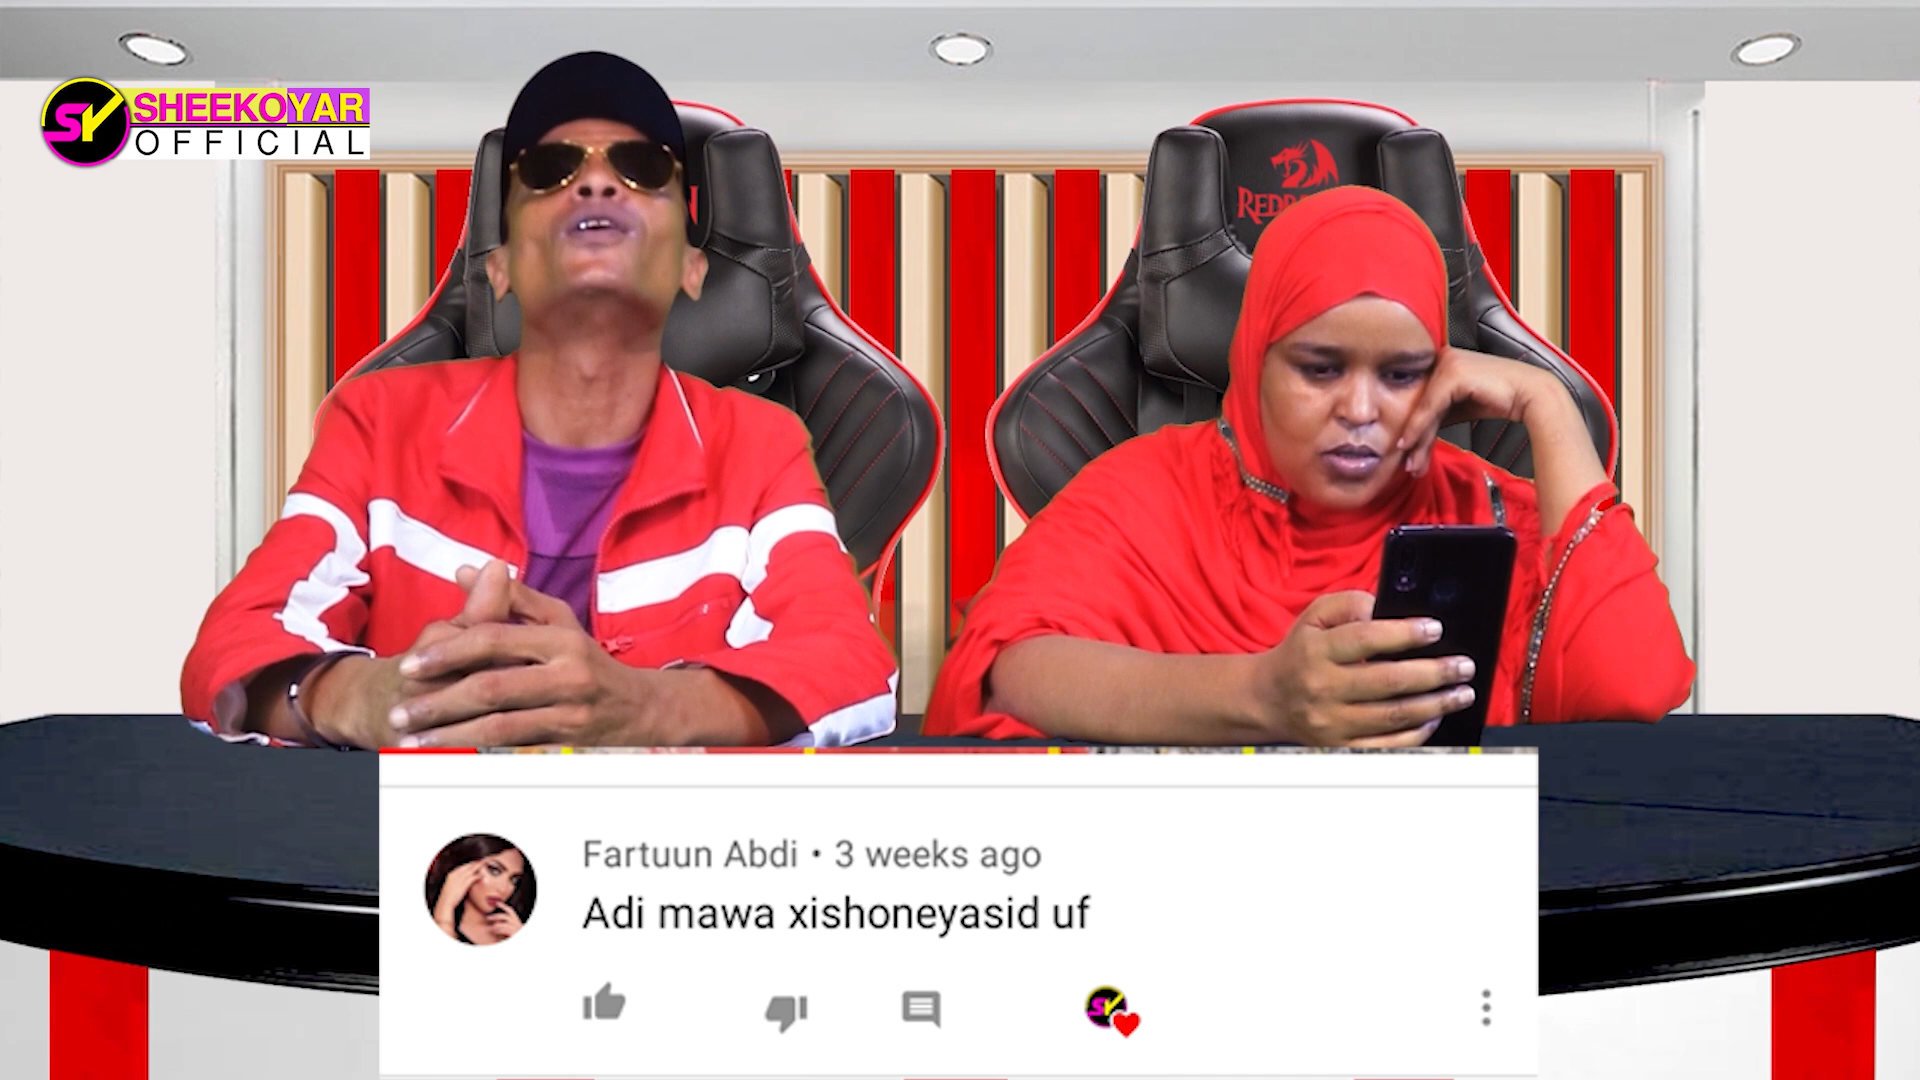 SHEEKOYAR
OFFICIAL
Fartuun Abdi • 3 weeks ago
Adi mawa xishoneyasid uf